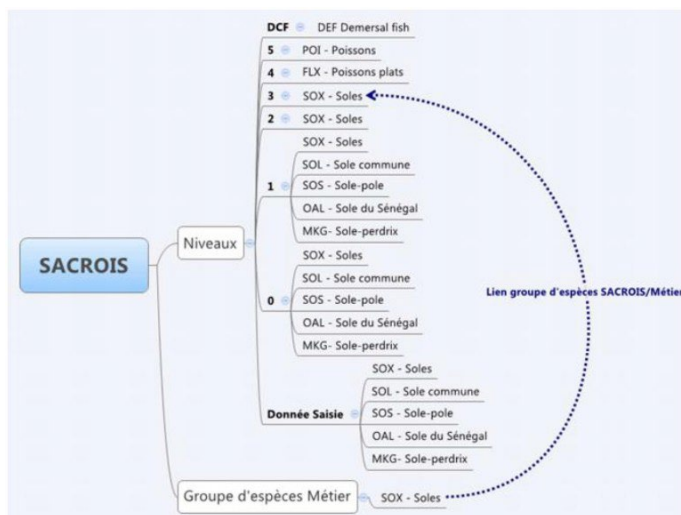 DCF DEF Demersal fish
5 POI - Poissons
4 FLX - Poissons plats
3 SOX - Soles
2 SOX - Soles
SOX - Soles
SOL - Sole commune
1 SOS - Sole-pole
OAL - Sole du Sénégal
MKG- Sole-perdrix
Niveaux
SOX - Soles
SACROIS
SOL - Sole commune
Lien groupe d'espèces SACROIS/Métier
0 SOS - Sole-pole
OAL - Sole du Sénégal
MKG- Sole-perdrix
SOX - Soles
SOL - Sole commune
Donnée Saisie SOS - Sole-pole
OAL - Sole du Sénégal
MKG- Sole-perdrix
Groupe d'espèces Métier SOX - Soles